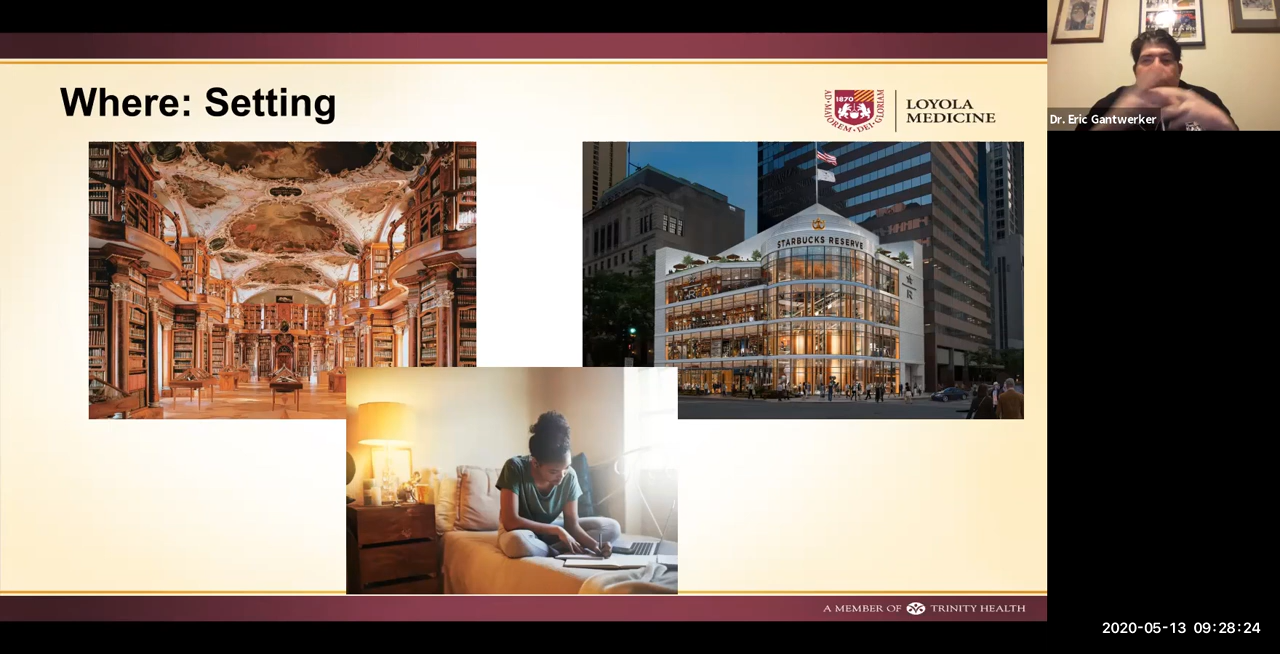 Where: Setting
1870
AD•MAJOREM•DEI•GLORIAM
LOYOLA
MEDICINE
STARBUCKS RESERVE
A MEMBER OF TRINITY HEALTH
Dr. Eric Gantwerker
2020-05-13 09:28:24